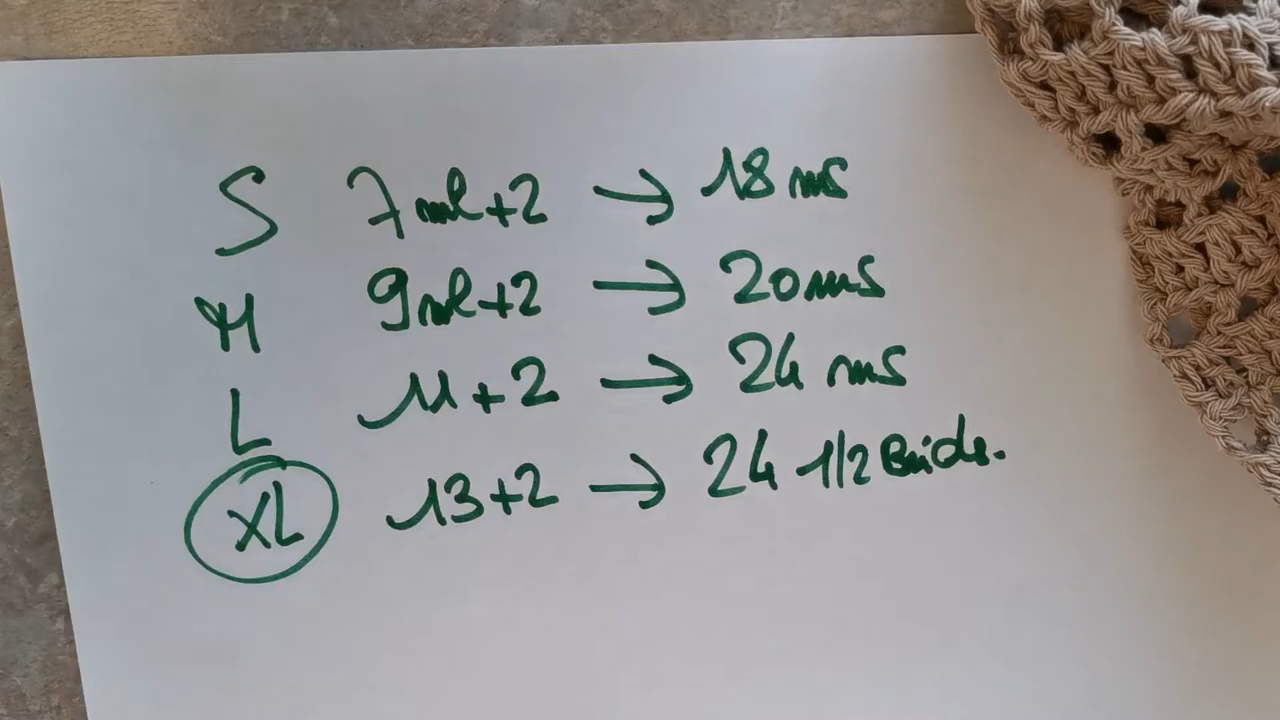 S 7ml+2 → 18 ms
M 9ml+2 → 20ms
L 11+2 → 24 ms
XL 13+2 → 24 1/2 Bride.